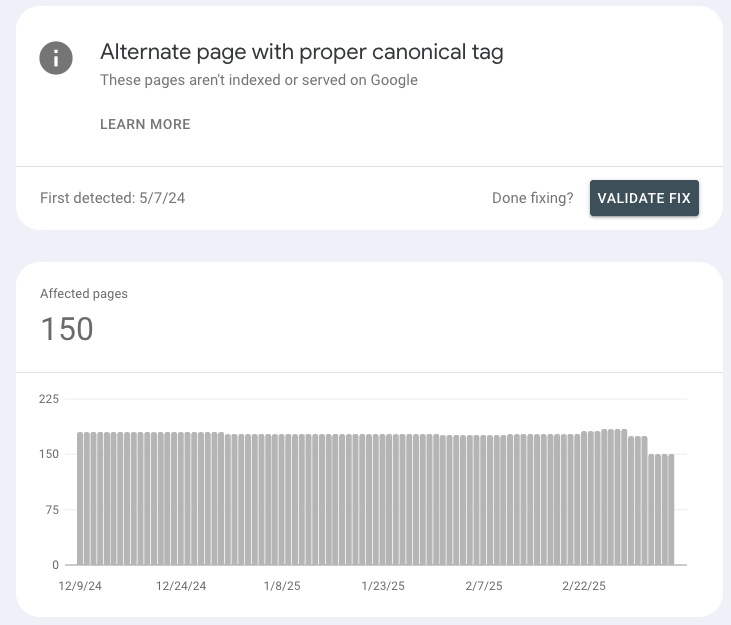 Alternate page with proper canonical tag
These pages aren't indexed or served on Google
LEARN MORE
First detected: 5/7/24
Done fixing?
VALIDATE FIX
Affected pages
150
225
150
75
0
12/9/24
12/24/24
1/8/25
1/23/25
2/7/25
2/22/25